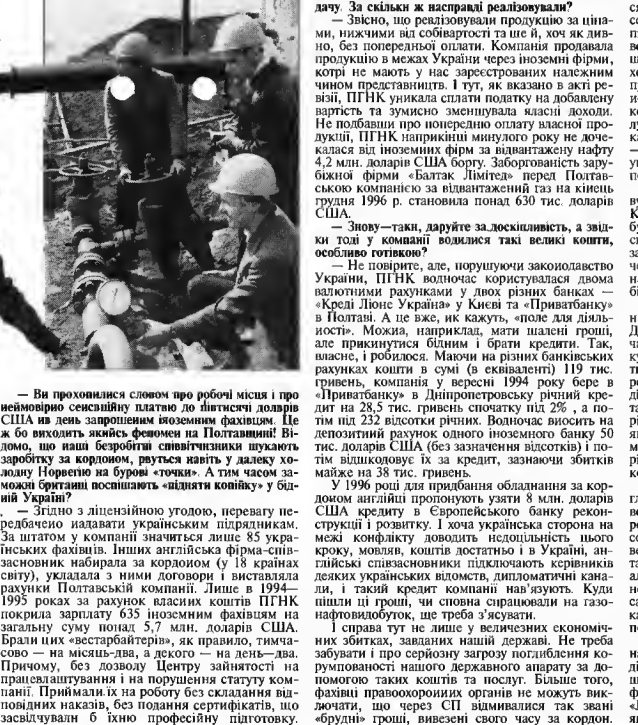 — Ви прохопилися словом про робочі місця і про
неймовірно сенсаційну платню до півтисячі доларів
США на день запрошеним іноземним фахівцям. Це
ж бо виходить якийсь феномен на Полтавщині! Ві-
домо, що наші безробітні співвітчизники шукають
заробітку за кордоном, рвуться навіть у далеку хо-
лодну Норвегію на бурові «точки». А тим часом за-
можні британці поспішають «підняти копійку» у бід-
ній Україні?
— Згідно з ліцензійною угодою, перевагу пе-
редбачено надавати українським підрядникам.
За штатом у компанії значиться лише 85 укра-
їнських фахівців. Інших англійська фірма-спів-
засновник набирала за кордоном (у 18 країнах
світу), укладала з ними договори і виставляла
рахунки Полтавській компанії. Лише в 1994—
1995 роках за рахунок власних коштів ПГНК
покрила зарплату 635 іноземним фахівцям на
загальну суму понад 5,7 млн. доларів США.
Брали цих «вестарбайтерів», як правило, тимча-
сово — на місяць-два, а декого — на день—два.
Причому, без дозволу Центру зайнятості на
працевлаштування і на порушення статуту ком-
панії. Приймали їх на роботу без складання від-
повідних наказів, без подання сертифікатів, що
засвідчували б їхню професійну підготовку.
дачу. За скільки ж насправді реалізовували?
— Звісно, що реалізовували продукцію за ціна-
ми, нижчими від собівартості та ще й, хоч як див-
но, без попередньої оплати. Компанія продавала
продукцію в межах України через іноземні фірми,
котрі не мають у нас зареєстрованих належним
чином представництв. І тут, як вказано в акті ре-
візії, ПГНК уникала сплати податку на добавлену
вартість та зумисно зменшувала власні доходи.
Не подбавши про попередню оплату власної про-
дукції, ПГНК наприкінці минулого року не доче-
калася від іноземних фірм за відвантажену нафту
4,2 млн. доларів США боргу. Заборгованість зару-
біжної фірми «Балтак Лімітед» перед Полтав-
ською компанією за відвантажений газ на кінець
грудня 1996 р. становила понад 630 тис. доларів
США.
— Знову—таки, даруйте за доскіпливість, а звід-
ки тоді у компанії водилися такі великі кошти,
особливо готівкою?
— Не повірите, але, порушуючи законодавство
України, ПГНК водночас користувалася двома
валютними рахунками у двох різних банках —
«Креді Ліоне Україна» у Києві та «Приватбанку»
в Полтаві. А це вже, як кажуть, «поле для діяль-
ності». Можна, наприклад, мати шалені гроші,
але прикинутися бідним і брати кредити. Так,
власне, і робилося. Маючи на різних банківських
рахунках кошти в сумі (в еквіваленті) 119 тис.
гривень, компанія у вересні 1994 року бере в
«Приватбанку» в Дніпропетровську річний кре-
дит на 28,5 тис. гривень спочатку під 2% , а по-
тім під 232 відсотки річних. Водночас виносить на
депозитний рахунок одного іноземного банку 50
тис. доларів США (без зазначення відсотків) і по-
тім відшкодовує їх за кредит, зазнаючи збитків
майже на 38 тис. гривень.
У 1996 році для придбання обладнання за кор-
доном англійці пропонують узяти 8 млн. доларів
США кредиту в Європейського банку рекон-
струкції і розвитку. І хоча українська сторона на
межі конфлікту доводить недоцільність цього
кроку, мовляв, коштів достатньо і в Україні, ан-
глійські співзасновники підключають керівників
деяких українських відомств, дипломатичні кана-
ли, і такий кредит компанії нав'язують. Куди
пішли ці гроші, чи сповна спрацювали на газо-
нафтовидобуток, ще треба з'ясувати.
І справа тут не лише у величезних економіч-
них збитках, завданих нашій державі. Не треба
забувати і про серйозну загрозу поглиблення ко-
румпованості нашого державного апарату за до-
помогою таких коштів та послуг. Більше того,
фахівці правоохоронних органів не можуть вик-
лючати, що через СП відмивалися так звані
«брудні» гроші, вивезені свого часу за кордон.